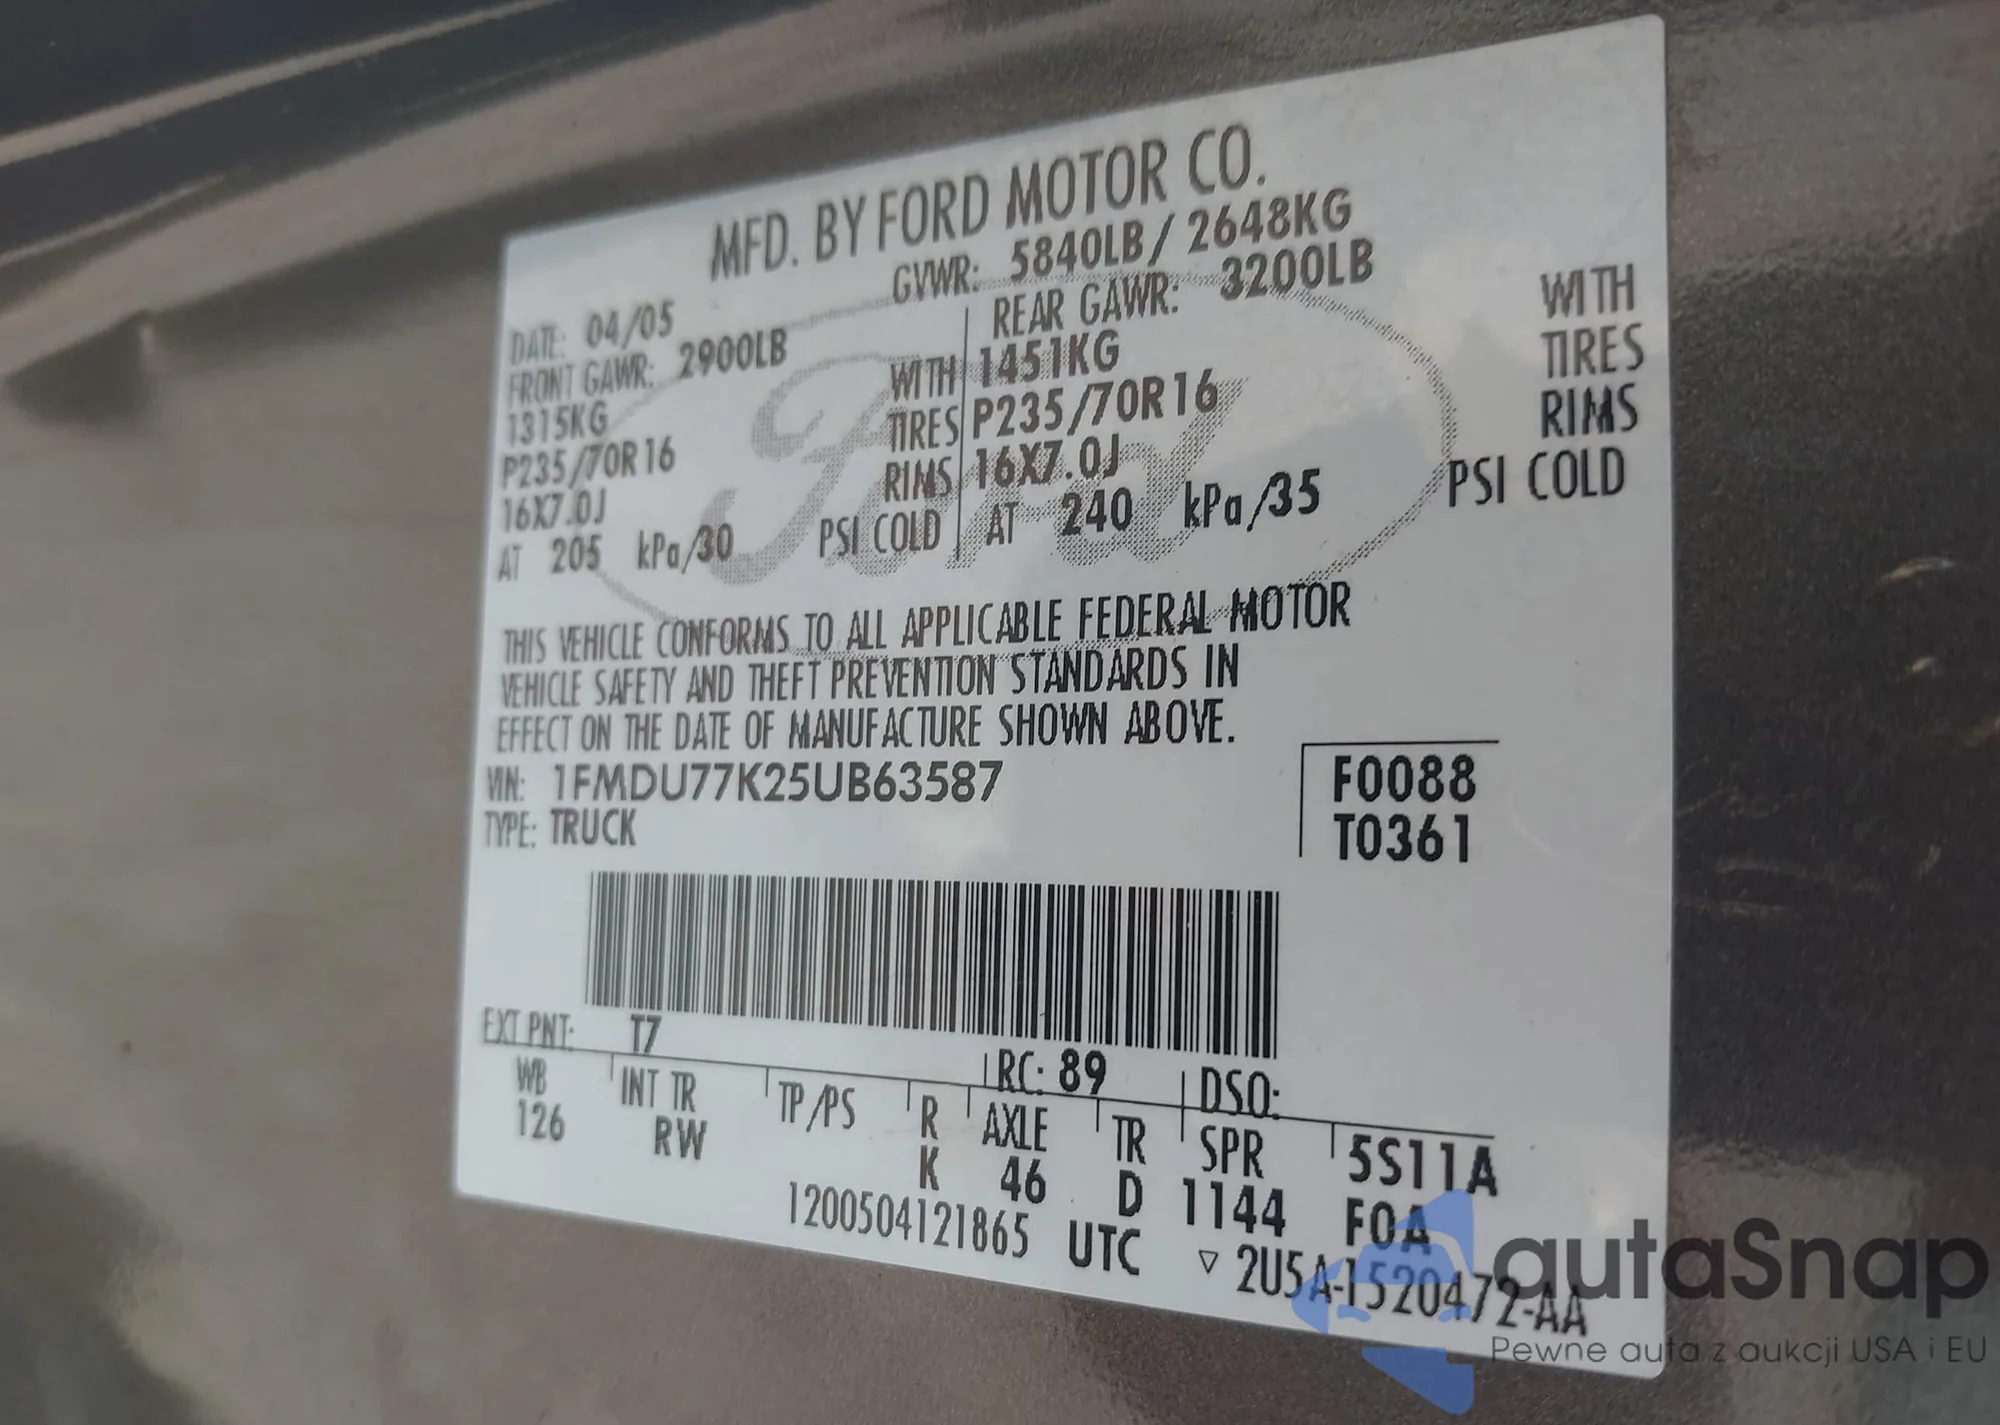 MFD. BY FORD MOTOR CO.
GVWR: 5840LB / 2648KG
DATE: 04/05
FRONT GAWR: 2900LB
1315KG WITH
P235/70R16 TIRES
16X7.0J RIMS
AT 205 kPa/30 PSI COLD
REAR GAWR: 3200LB
1451KG WITH
P235/70R16 TIRES
16X7.0J RIMS
AT 240 kPa/35 PSI COLD
Ford
THIS VEHICLE CONFORMS TO ALL APPLICABLE FEDERAL MOTOR
VEHICLE SAFETY AND THEFT PREVENTION STANDARDS IN
EFFECT ON THE DATE OF MANUFACTURE SHOWN ABOVE.
VIN: 1FMDU77K25UB63587
TYPE: TRUCK
F0088
T0361
EXT PNT: T7 RC: 89 DSO:
WB INT TR TP/PS R AXLE TR SPR 5S11A
126 RW K 46 D 1144 F0A
1200504121865 UTC ▽ 2U5A-1520472-AA
autaSnap
Pewne auta z aukcji USA i EU